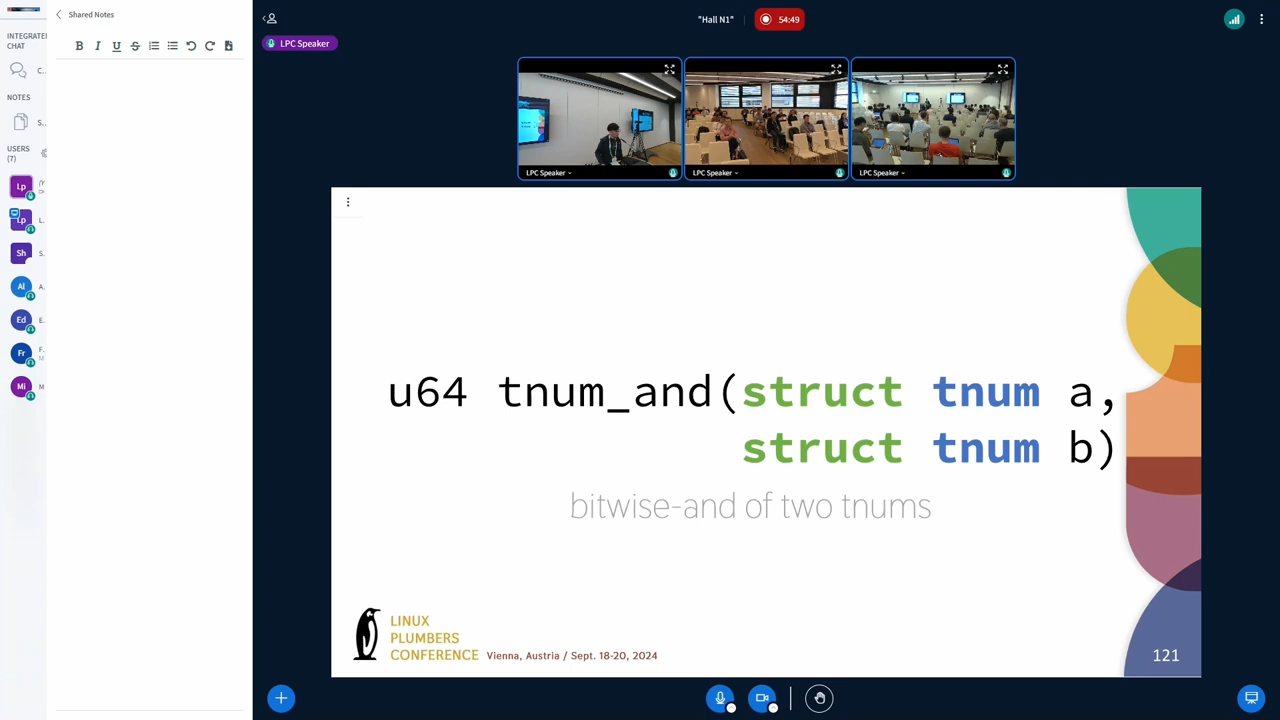 Shared Notes
INTEGRATED
CHAT
C..
NOTES
S..
USERS
(7)
B I U S
Lp
Lp
L.
Sh
S.
Al
A.
Ed
E.
Fr
F.
M
Mi
M
"Hall N1"
54:49
LPC Speaker
LPC Speaker
LPC Speaker
LPC Speaker
u64 tnum_and(struct tnum a,
struct tnum b)
bitwise-and of two tnums
LINUX
PLUMBERS
CONFERENCE Vienna, Austria / Sept. 18-20, 2024
121